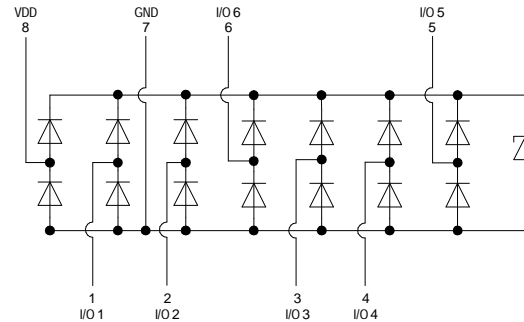 VDD GND I/O 6 I/O 5
8 7 6 5
1 2 3 4
I/O 1 I/O 2 I/O 3 I/O 4